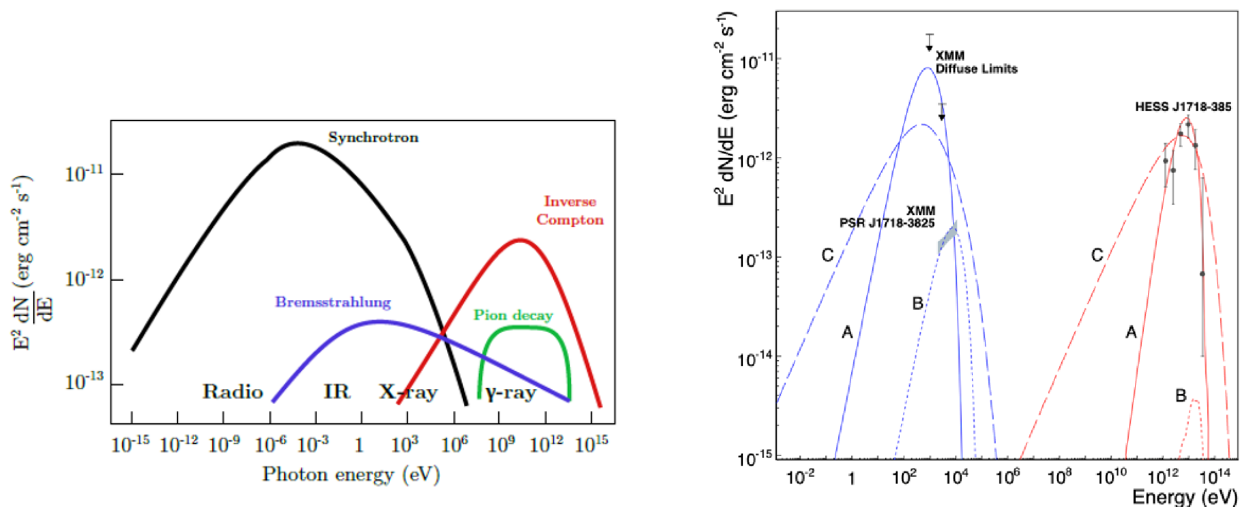 Synchrotron
10⁻¹¹
Inverse
Compton
E² dN/dE (erg cm⁻² s⁻¹)
10⁻¹²
Bremsstrahlung
Pion decay
10⁻¹³
Radio IR X-ray γ-ray
10⁻¹⁵ 10⁻¹² 10⁻⁹ 10⁻⁶ 10⁻³ 1 10³ 10⁶ 10⁹ 10¹² 10¹⁵
Photon energy (eV)
E² dN/dE (erg cm⁻² s⁻¹)
10⁻¹¹
XMM
Diffuse Limits
HESS J1718-385
10⁻¹²
XMM
PSR J1718-3825
10⁻¹³
C
C
B
A
A
10⁻¹⁴
B
10⁻¹⁵
10⁻² 1 10² 10⁴ 10⁶ 10⁸ 10¹⁰ 10¹² 10¹⁴
Energy (eV)